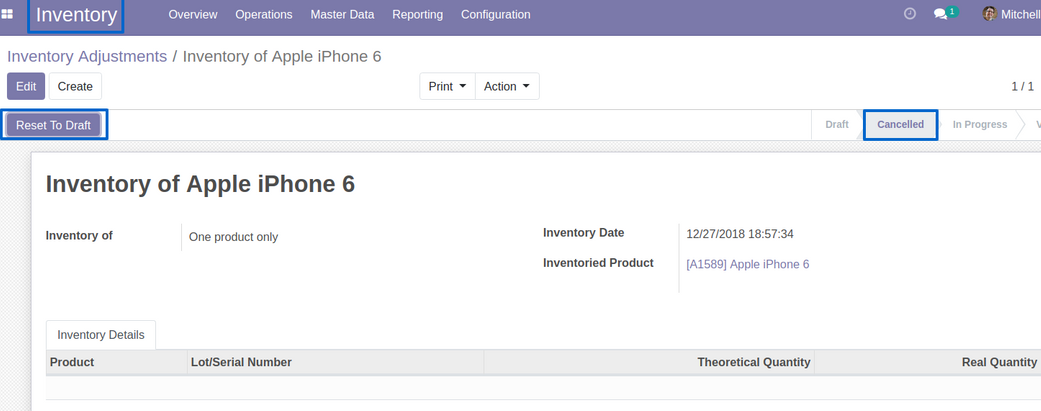 Inventory Overview Operations Master Data Reporting Configuration 1 Mitchell
Inventory Adjustments / Inventory of Apple iPhone 6
Edit Create Print Action 1 / 1
Reset To Draft Draft Cancelled In Progress V
Inventory of Apple iPhone 6
Inventory of One product only Inventory Date 12/27/2018 18:57:34
Inventoried Product [A1589] Apple iPhone 6
Inventory Details
Product Lot/Serial Number Theoretical Quantity Real Quantity